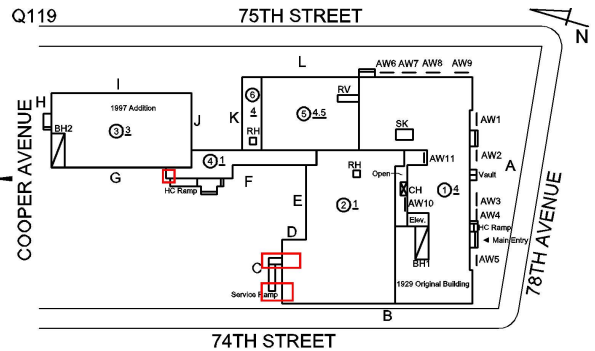 Q119
75TH STREET
N
L
AW6 AW7 AW8 AW9
I
RV
H
1997 Addition
6
4
5 4.5
K
J
AW1
SK
BH2
3 3
RH
COOPER AVENUE
4 1
AW11
AW2
A
G
F
RH
Open
Vault
HC Ramp
CH
1 4
E
2 1
AW10
AW3
AW4
Elev.
HC Ramp
D
Main Entry
C
BH1
AW5
78TH AVENUE
Service Ramp
1929 Original Building
B
74TH STREET